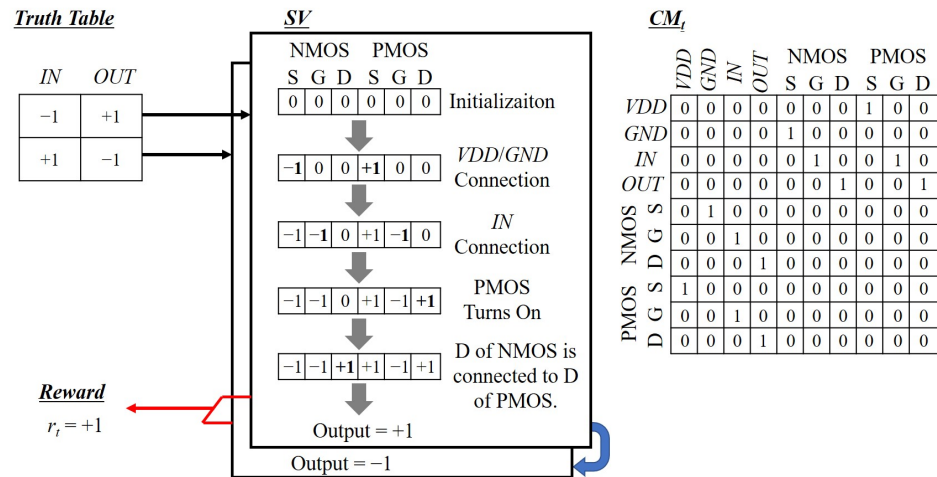 Truth Table
IN OUT
−1 +1
+1 −1
SV
NMOS PMOS
S G D S G D
0 0 0 0 0 0 Initializaiton
−1 0 0 +1 0 0 VDD/GND
Connection
−1 −1 0 +1 −1 0 IN
Connection
−1 −1 0 +1 −1 +1 PMOS
Turns On
−1 −1 +1 +1 −1 +1 D of NMOS is
connected to D
of PMOS.
Output = +1
Output = −1
Reward
rₜ = +1
CMₜ
NMOS PMOS
VDD GND IN OUT S G D S G D
VDD 0 0 0 0 0 0 0 1 0 0
GND 0 0 0 0 1 0 0 0 0 0
IN 0 0 0 0 0 1 0 0 1 0
OUT 0 0 0 0 0 0 1 0 0 1
NMOS
S 0 1 0 0 0 0 0 0 0 0
G 0 0 1 0 0 0 0 0 0 0
D 0 0 0 1 0 0 0 0 0 0
PMOS
S 1 0 0 0 0 0 0 0 0 0
G 0 0 1 0 0 0 0 0 0 0
D 0 0 0 1 0 0 0 0 0 0